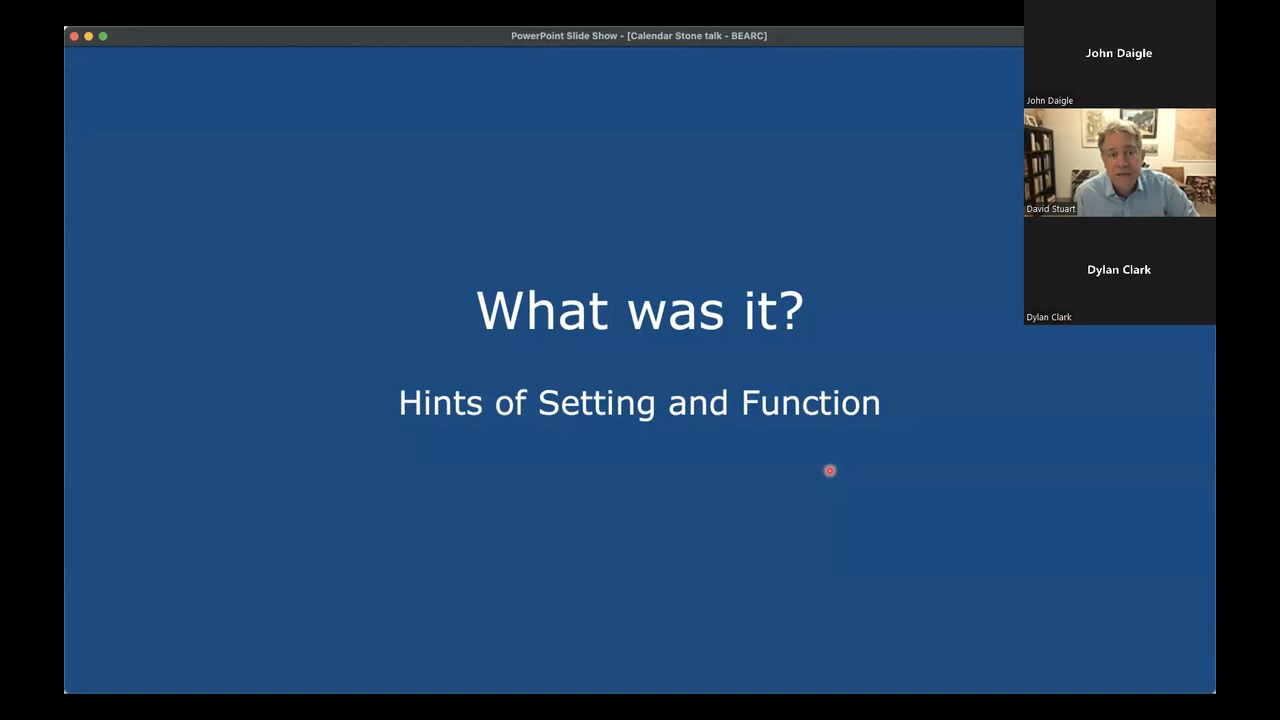 PowerPoint Slide Show - [Calendar Stone talk - BEARC]
John Daigle
John Daigle
David Stuart
What was it?
Dylan Clark
Dylan Clark
Hints of Setting and Function